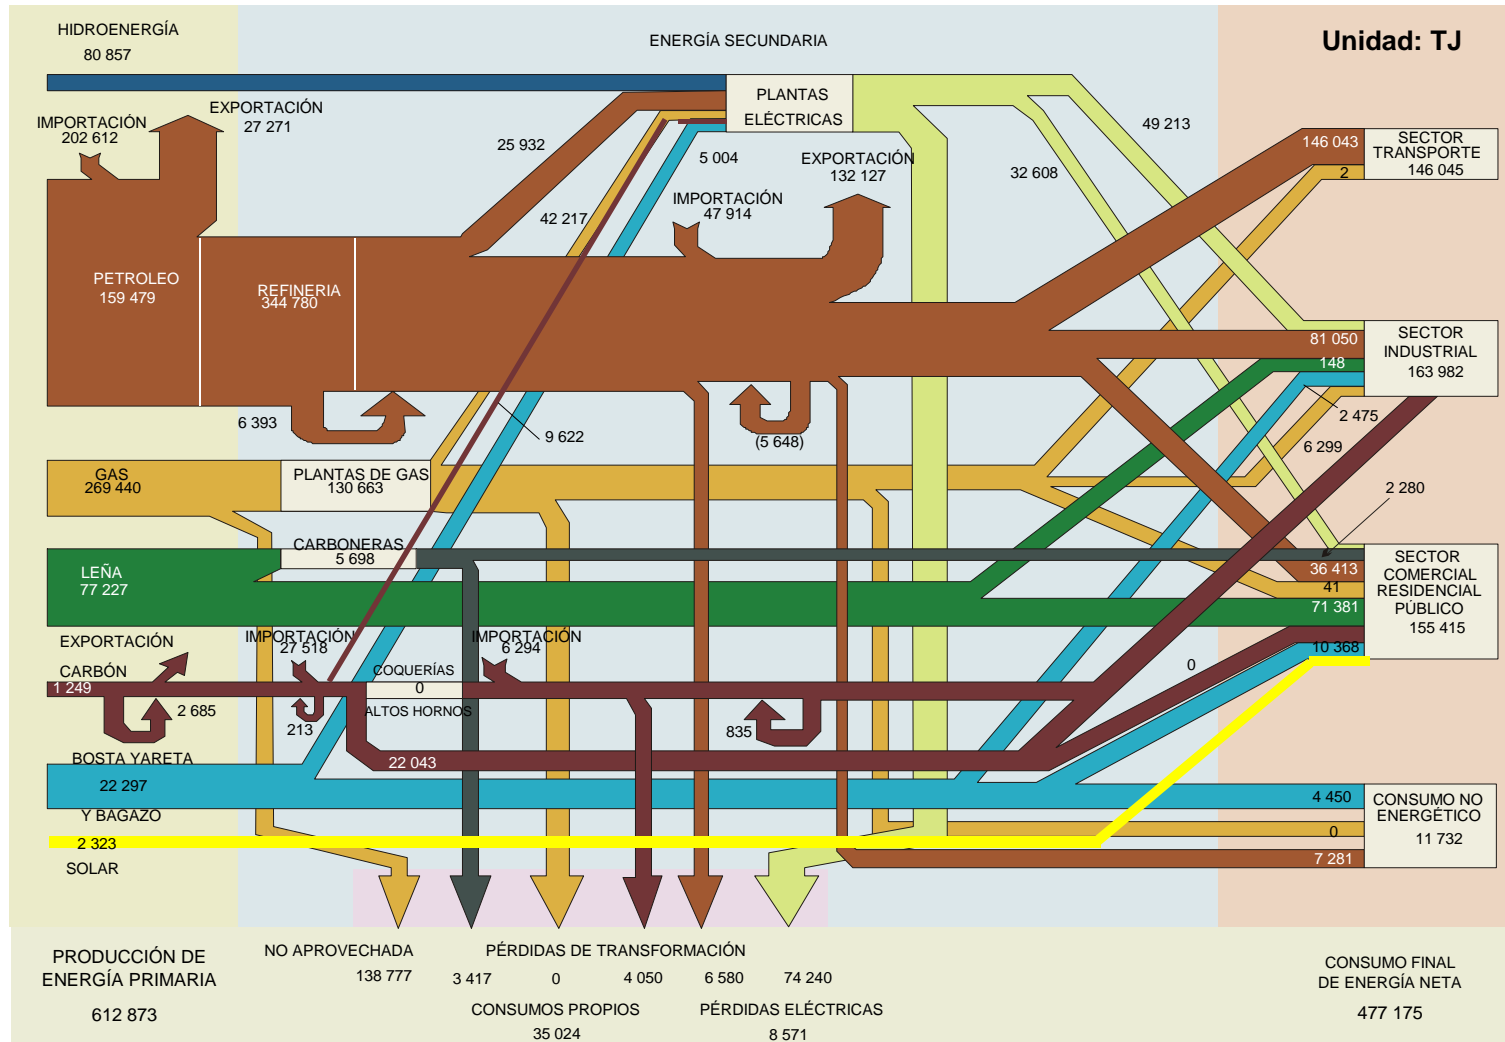 HIDROENERGÍA
80 857
ENERGÍA SECUNDARIA
Unidad: TJ
PLANTAS
ELÉCTRICAS
IMPORTACIÓN
202 612
EXPORTACIÓN
27 271
25 932
5 004
42 217
EXPORTACIÓN
132 127
IMPORTACIÓN
47 914
49 213
32 608
146 043
2
SECTOR
TRANSPORTE
146 045
PETROLEO
159 479
REFINERIA
344 780
81 050
148
SECTOR
INDUSTRIAL
163 982
6 393
9 622
(5 648)
2 475
6 299
GAS
269 440
PLANTAS DE GAS
130 663
2 280
CARBONERAS
5 698
LEÑA
77 227
36 413
41
71 381
10 368
SECTOR
COMERCIAL
RESIDENCIAL
PÚBLICO
155 415
EXPORTACIÓN
IMPORTACIÓN
27 518
IMPORTACIÓN
6 294
CARBÓN
1 249
COQUERÍAS
0
ALTOS HORNOS
0
2 685
213
835
22 043
BOSTA YARETA
22 297
Y BAGAZO
2 323
SOLAR
4 450
0
7 281
CONSUMO NO
ENERGÉTICO
11 732
PRODUCCIÓN DE
ENERGÍA PRIMARIA
612 873
NO APROVECHADA
138 777
PÉRDIDAS DE TRANSFORMACIÓN
3 417
0
4 050
6 580
74 240
CONSUMOS PROPIOS
35 024
PÉRDIDAS ELÉCTRICAS
8 571
CONSUMO FINAL
DE ENERGÍA NETA
477 175